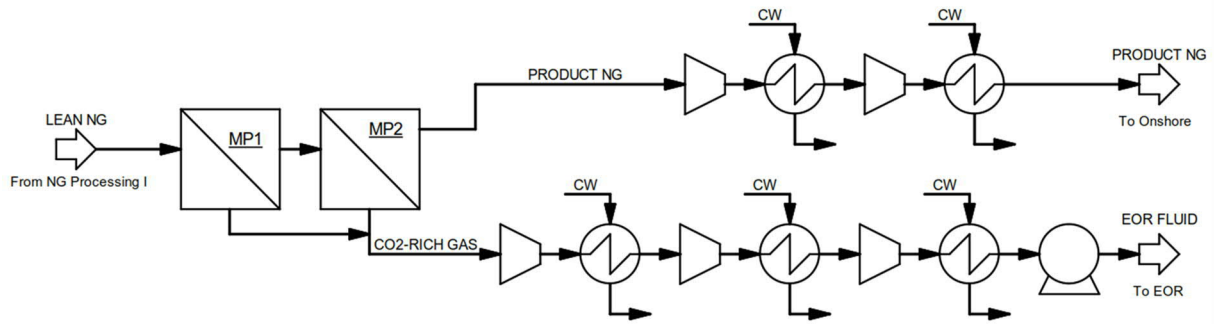 CW
CW
PRODUCT NG
PRODUCT NG
LEAN NG
MP1
MP2
To Onshore
From NG Processing I
CW
CW
CW
EOR FLUID
CO2-RICH GAS
To EOR